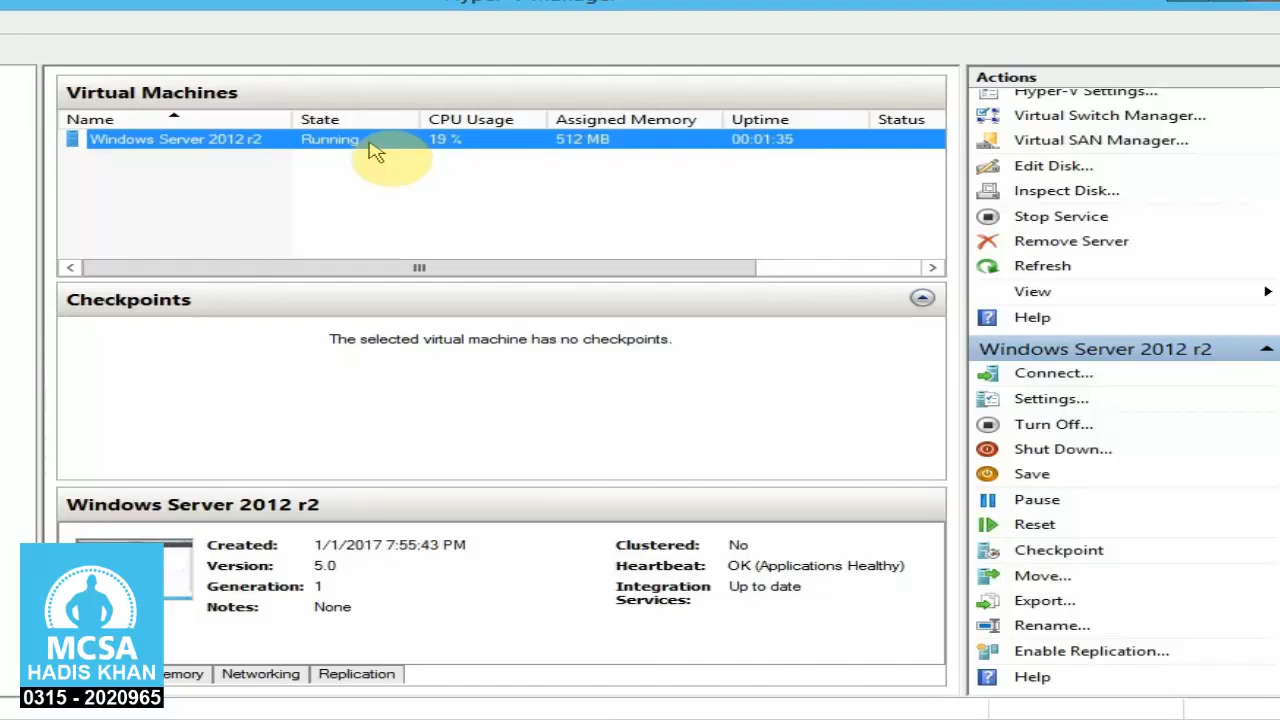 Hyper-V Manager
Virtual Machines
Name State CPU Usage Assigned Memory Uptime Status
Windows Server 2012 r2 Running 19 % 512 MB 00:01:35
Checkpoints
The selected virtual machine has no checkpoints.
Windows Server 2012 r2
Created: 1/1/2017 7:55:43 PM
Version: 5.0
Generation: 1
Notes: None
Clustered: No
Heartbeat: OK (Applications Healthy)
Integration Up to date
Services:
emory Networking Replication
Actions
Hyper-V Settings...
Virtual Switch Manager...
Virtual SAN Manager...
Edit Disk...
Inspect Disk...
Stop Service
Remove Server
Refresh
View
Help
Windows Server 2012 r2
Connect...
Settings...
Turn Off...
Shut Down...
Save
Pause
Reset
Checkpoint
Move...
Export...
Rename...
Enable Replication...
Help
MCSA
HADIS KHAN
0315 - 2020965